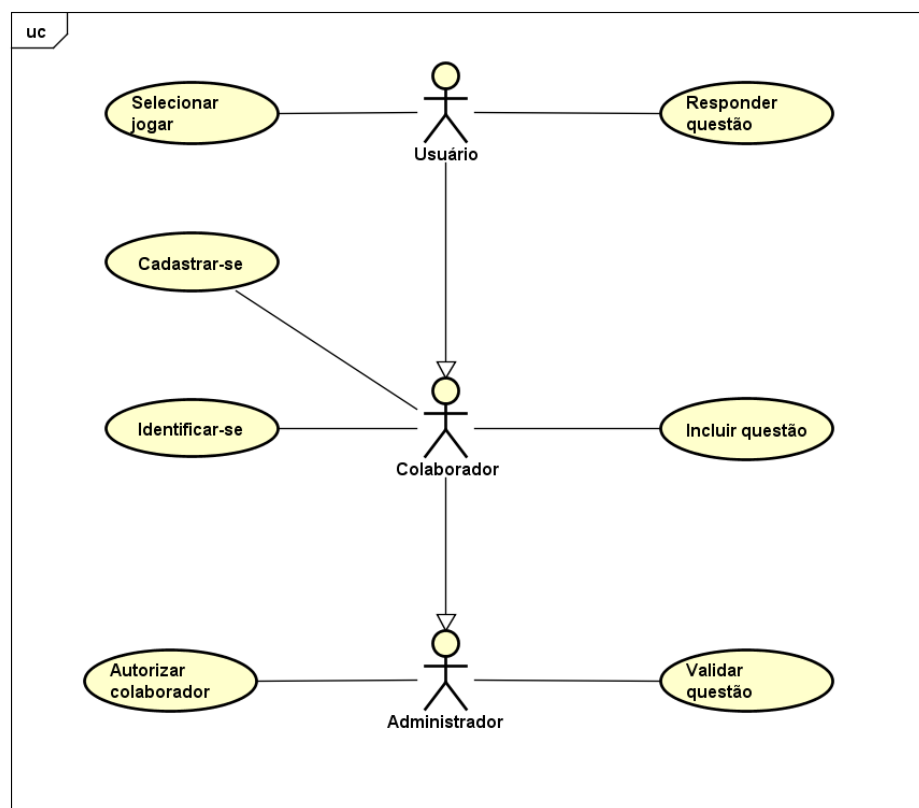 uc
Selecionar
jogar
Responder
questão
Usuário
Cadastrar-se
Identificar-se
Incluir questão
Colaborador
Autorizar
colaborador
Validar
questão
Administrador